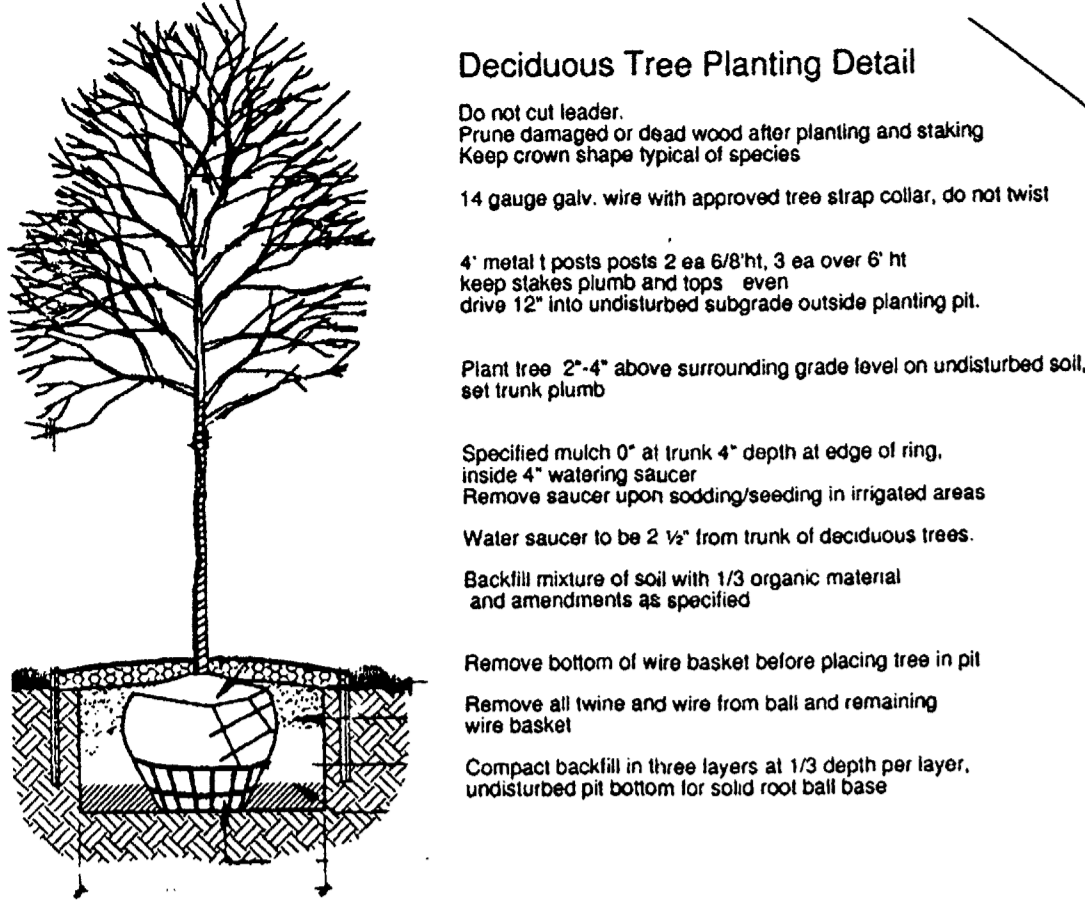 Deciduous Tree Planting Detail
Do not cut leader.
Prune damaged or dead wood after planting and staking
Keep crown shape typical of species
14 gauge galv. wire with approved tree strap collar, do not twist
4' metal t posts posts 2 ea 6/8'ht, 3 ea over 6' ht
keep stakes plumb and tops even
drive 12" into undisturbed subgrade outside planting pit.
Plant tree 2"-4" above surrounding grade level on undisturbed soil,
set trunk plumb
Specified mulch 0" at trunk 4" depth at edge of ring,
inside 4" watering saucer
Remove saucer upon sodding/seeding in irrigated areas
Water saucer to be 2 ½" from trunk of deciduous trees.
Backfill mixture of soil with 1/3 organic material
and amendments as specified
Remove bottom of wire basket before placing tree in pit
Remove all twine and wire from ball and remaining
wire basket
Compact backfill in three layers at 1/3 depth per layer,
undisturbed pit bottom for solid root ball base